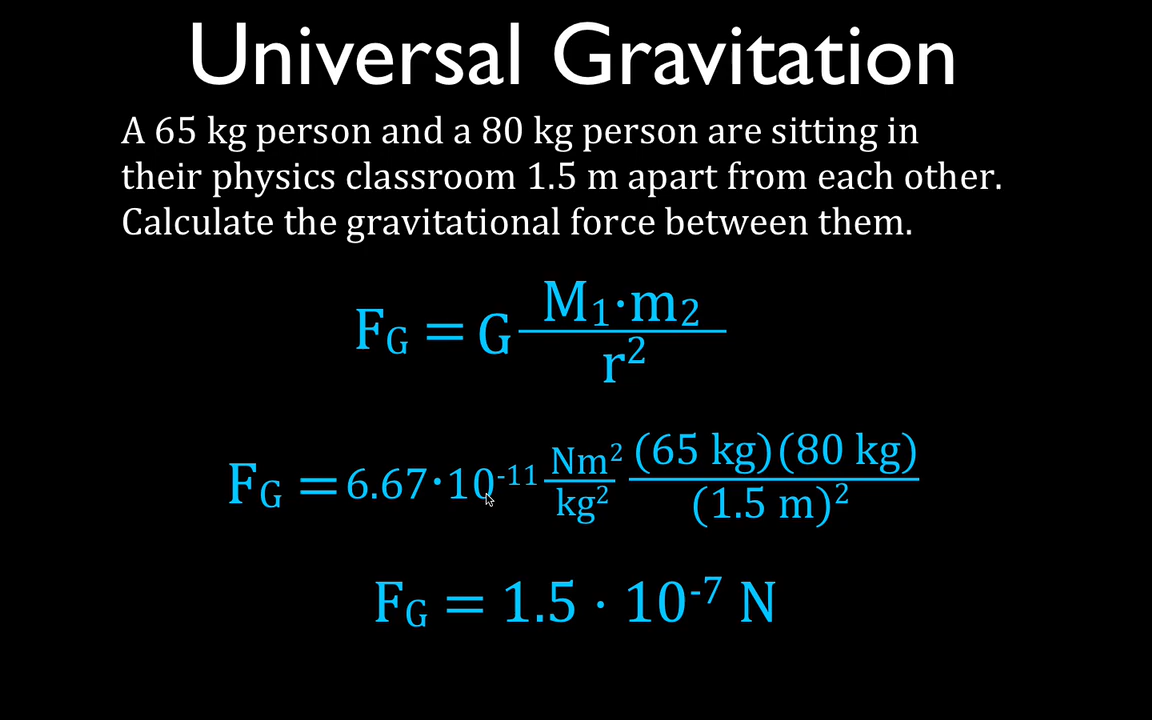 Universal Gravitation
A 65 kg person and a 80 kg person are sitting in
their physics classroom 1.5 m apart from each other.
Calculate the gravitational force between them.
F_G = G M₁·m₂ / r²
F_G = 6.67·10⁻¹¹ Nm²/kg² (65 kg)(80 kg) / (1.5 m)²
F_G = 1.5 · 10⁻⁷ N